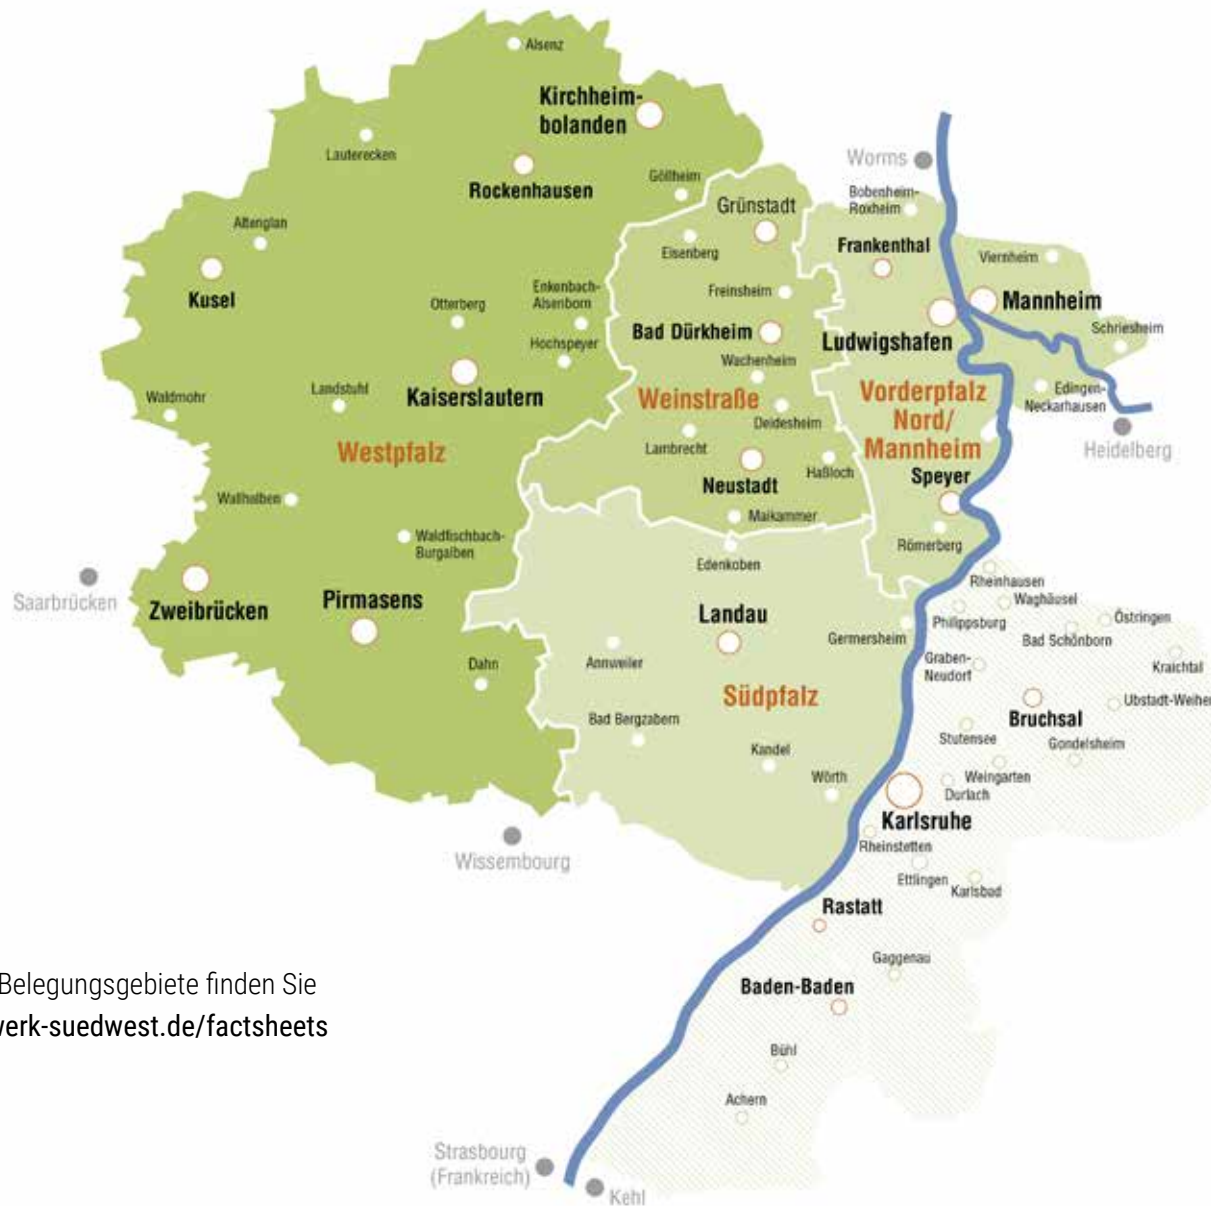 Alsenz
Kirchheim-
bolanden
Lauterecken
Rockenhausen
Göllheim
Worms
Bobenheim-
Roxheim
Grünstadt
Altenglan
Eisenberg
Frankenthal
Viernheim
Kusel
Otterberg
Enkenbach-
Alsenborn
Freinsheim
Mannheim
Hochspeyer
Bad Dürkheim
Ludwigshafen
Schriesheim
Wachenheim
Waldmohr
Landstuhl
Kaiserslautern
Weinstraße
Vorderpfalz
Nord/
Mannheim
Edingen-
Neckarhausen
Deidesheim
Westpfalz
Lambrecht
Heidelberg
Haßloch
Neustadt
Speyer
Wallhalben
Maikammer
Waldfischbach-
Burgalben
Römerberg
Edenkoben
Rheinhausen
Saarbrücken
Zweibrücken
Pirmasens
Landau
Waghäusel
Philippsburg
Östringen
Germersheim
Bad Schönborn
Dahn
Annweiler
Graben-
Neudorf
Kraichtal
Südpfalz
Ubstadt-Weiher
Bad Bergzabern
Bruchsal
Stutensee
Gondelsheim
Kandel
Wörth
Weingarten
Durlach
Karlsruhe
Wissembourg
Rheinstetten
Ettlingen
Karlsbad
Rastatt
Gaggenau
Belegungsgebiete finden Sie
Baden-Baden
werk-suedwest.de/factsheets
Bühl
Achern
Strasbourg
(Frankreich)
Kehl